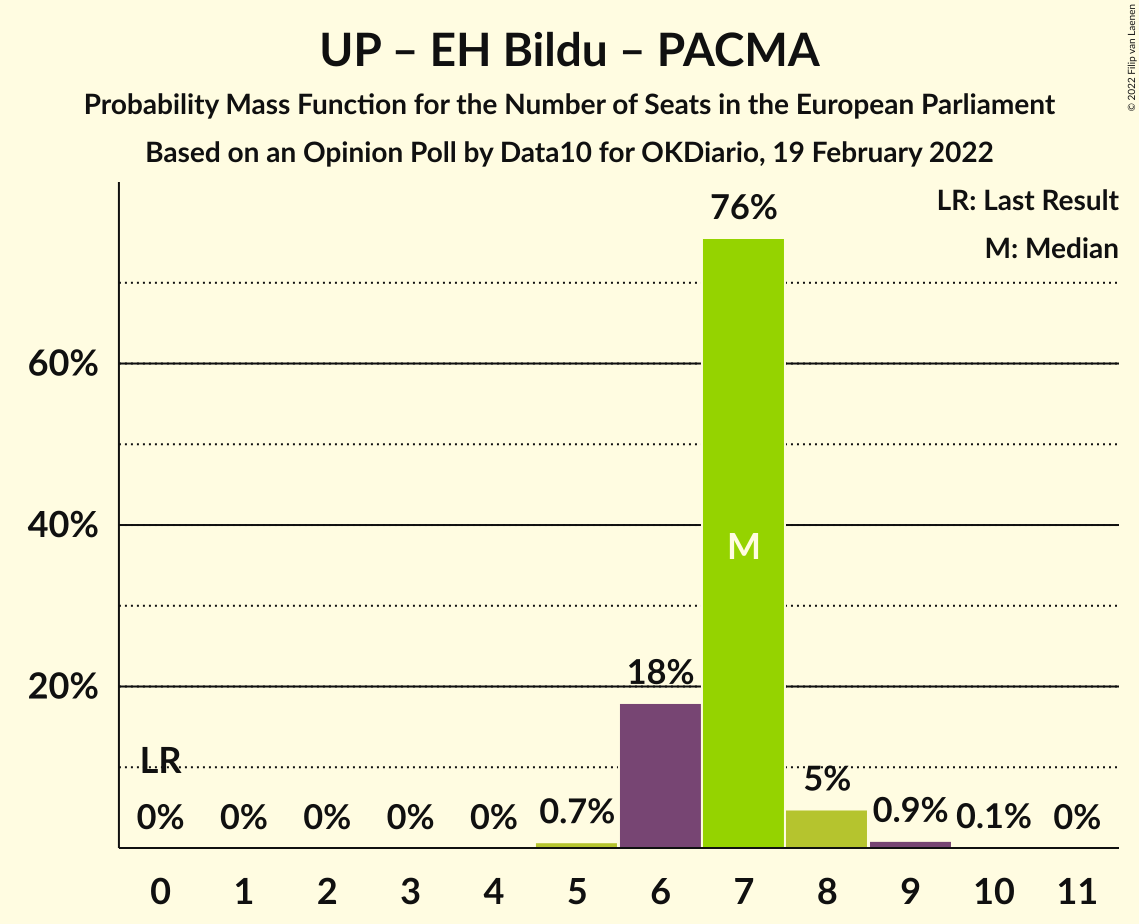 UP – EH Bildu – PACMA
Probability Mass Function for the Number of Seats in the European Parliament
Based on an Opinion Poll by Data10 for OKDiario, 19 February 2022
© 2022 Filip van Laenen
LR: Last Result
M: Median
60%
40%
20%
LR
M
0%
0%
0%
0%
0%
0.7%
18%
76%
5%
0.9%
0.1%
0%
0 1 2 3 4 5 6 7 8 9 10 11